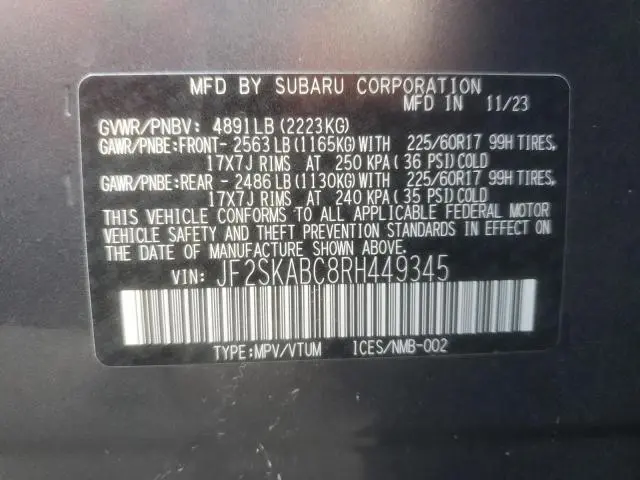 MFD BY SUBARU CORPORATION
MFD IN 11/23
GVWR/PNBV: 4891LB (2223KG)
GAWR/PNBE:FRONT- 2563 LB (1165KG) WITH 225/60R17 99H TIRES,
17X7J RIMS AT 250 KPA ( 36 PSI) COLD
GAWR/PNBE:REAR - 2486 LB (1130KG) WITH 225/60R17 99H TIRES,
17X7J RIMS AT 240 KPA ( 35 PSI) COLD
THIS VEHICLE CONFORMS TO ALL APPLICABLE FEDERAL MOTOR
VEHICLE SAFETY AND THEFT PREVENTION STANDARDS IN EFFECT ON
THE DATE OF MANUFACTURE SHOWN ABOVE.
VIN: JF2SKABC8RH449345
TYPE:MPV/VTUM ICES/NMB-002